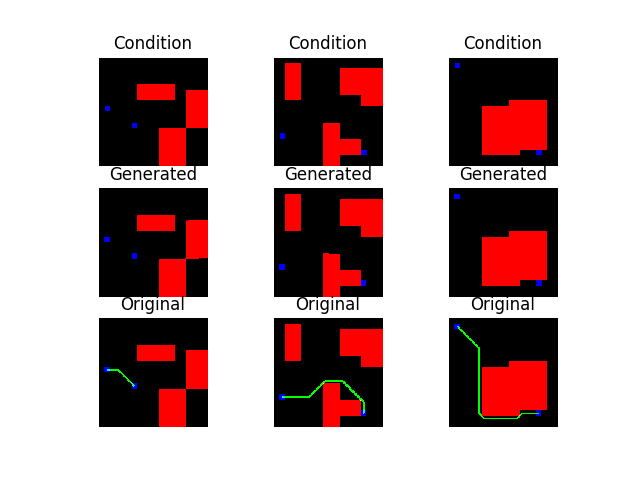 Condition Condition Condition
Generated Generated Generated
Original Original Original